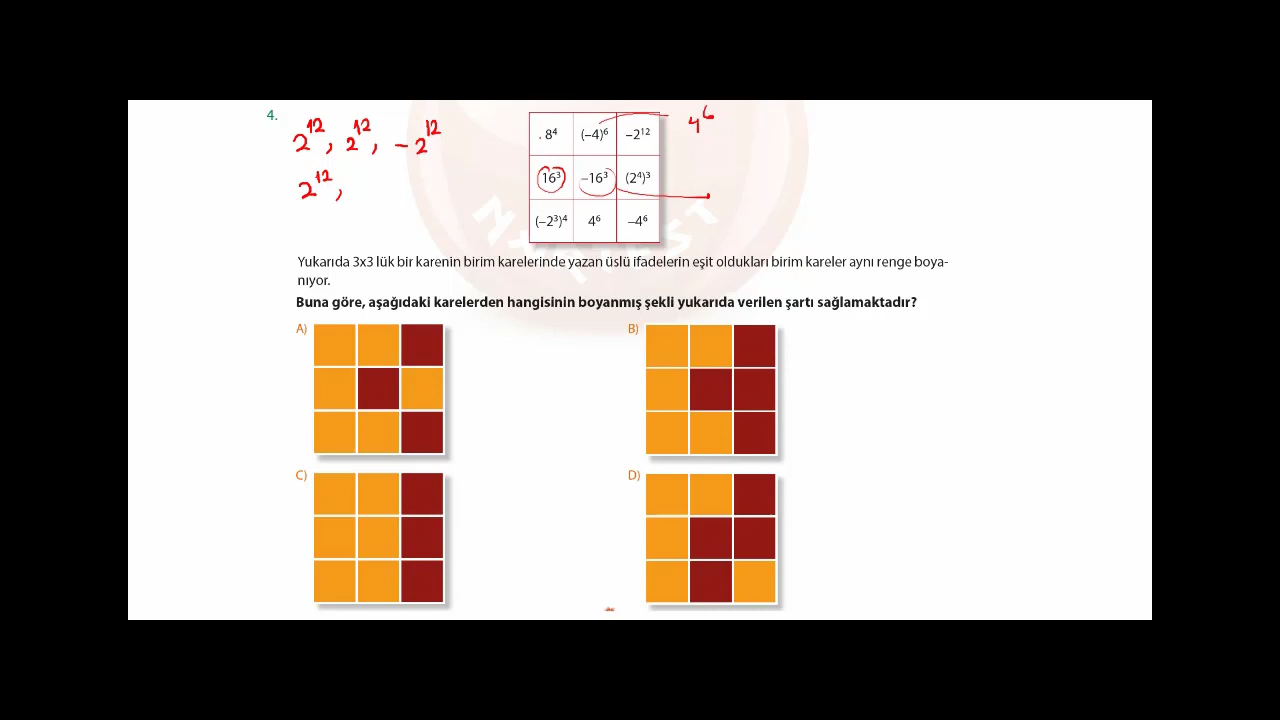 4.
2^12, 2^12, -2^12
2^12,
4^6
8⁴ (–4)⁶ –2¹²
16³ –16³ (2⁴)³
(–2³)⁴ 4⁶ –4⁶
Yukarıda 3x3 lük bir karenin birim karelerinde yazan üslü ifadelerin eşit oldukları birim kareler aynı renge boya-
nıyor.
Buna göre, aşağıdaki karelerden hangisinin boyanmış şekli yukarıda verilen şartı sağlamaktadır?
A) B)
C) D)